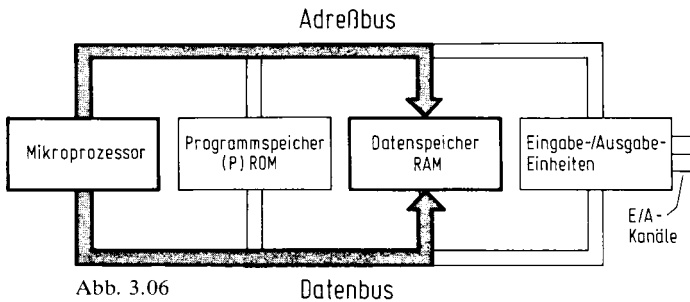 Adreßbus
Mikroprozessor
Programmspeicher
(P) ROM
Datenspeicher
RAM
Eingabe-/Ausgabe-
Einheiten
E/A-
Kanäle
Abb. 3.06
Datenbus